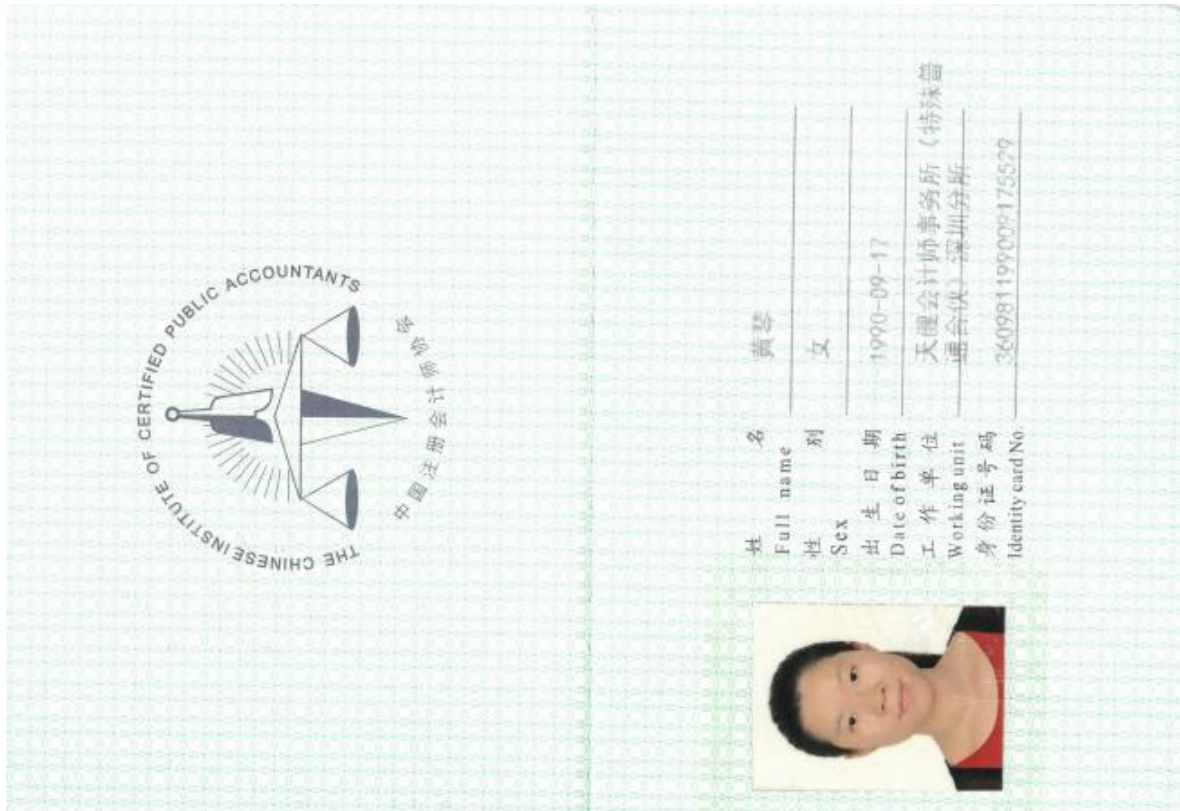 THE CHINESE INSTITUTE OF CERTIFIED PUBLIC ACCOUNTANTS
中国注册会计师协会
姓 名 黄琴
Full name
性 别 女
Sex
出 生 日 期 1990-09-17
Date of birth
工 作 单 位 天健会计师事务所（特殊普
Working unit 通合伙）深圳分所
身 份 证 号 码 360981199009175529
Identity card No.